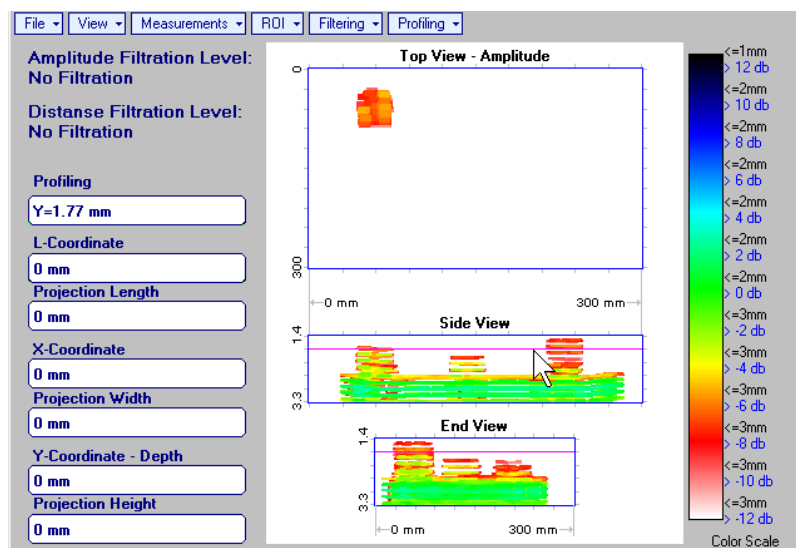 File View Measurements ROI Filtering Profiling
Amplitude Filtration Level:
No Filtration
Distanse Filtration Level:
No Filtration
Profiling
Y=1.77 mm
L-Coordinate
0 mm
Projection Length
0 mm
X-Coordinate
0 mm
Projection Width
0 mm
Y-Coordinate - Depth
0 mm
Projection Height
0 mm
Top View - Amplitude
0
300
0 mm 300 mm
Side View
1.4
3.3
End View
1.4
3.3
0 mm 300 mm
<=1mm
> 12 db
<=2mm
> 10 db
<=2mm
> 8 db
<=2mm
> 6 db
<=2mm
> 4 db
<=2mm
> 2 db
<=2mm
> 0 db
<=3mm
> -2 db
<=3mm
> -4 db
<=3mm
> -6 db
<=3mm
> -8 db
<=3mm
> -10 db
<=3mm
> -12 db
Color Scale